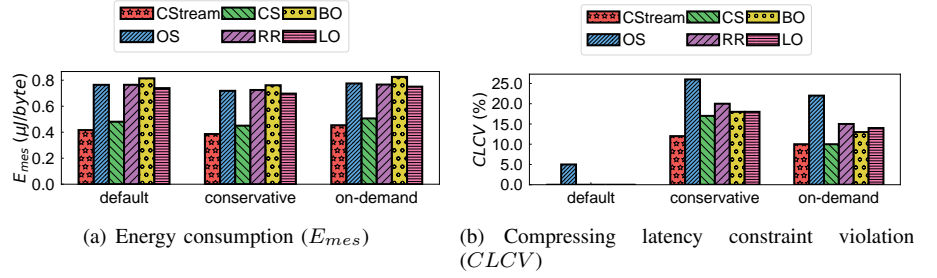 CStream CS BO
OS RR LO
E_mes (μJ/byte)
0.8
0.6
0.4
0.2
0.0
default conservative on-demand
(a) Energy consumption (E_mes)
CStream CS BO
OS RR LO
CLCV (%)
25.0
20.0
15.0
10.0
5.0
0.0
default conservative on-demand
(b) Compressing latency constraint violation
(CLCV)